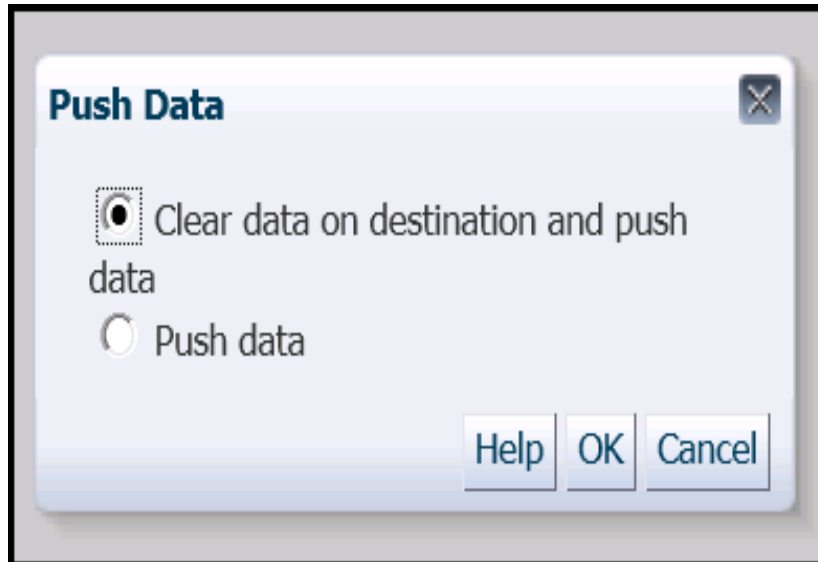 Push Data
Clear data on destination and push
data
Push data
Help OK Cancel